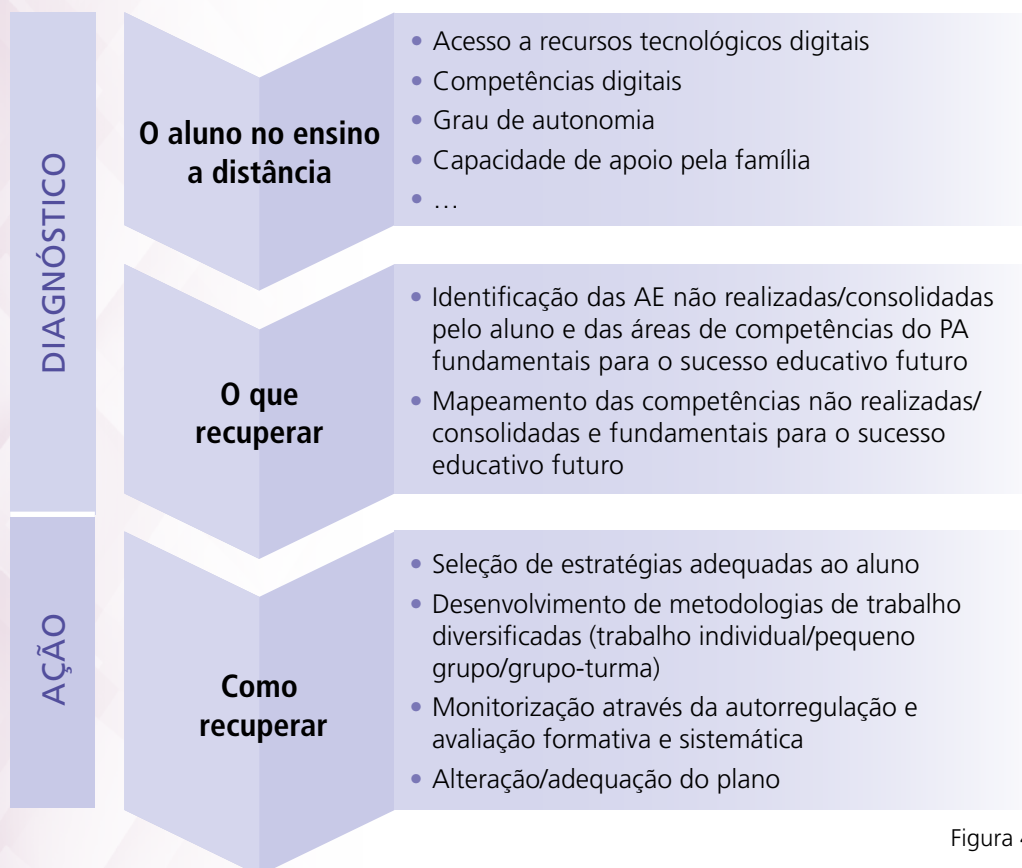 DIAGNÓSTICO
O aluno no ensino
a distância
• Acesso a recursos tecnológicos digitais
• Competências digitais
• Grau de autonomia
• Capacidade de apoio pela família
• …
O que
recuperar
• Identificação das AE não realizadas/consolidadas
pelo aluno e das áreas de competências do PA
fundamentais para o sucesso educativo futuro
• Mapeamento das competências não realizadas/
consolidadas e fundamentais para o sucesso
educativo futuro
AÇÃO
Como
recuperar
• Seleção de estratégias adequadas ao aluno
• Desenvolvimento de metodologias de trabalho
diversificadas (trabalho individual/pequeno
grupo/grupo-turma)
• Monitorização através da autorregulação e
avaliação formativa e sistemática
• Alteração/adequação do plano
Figura 4